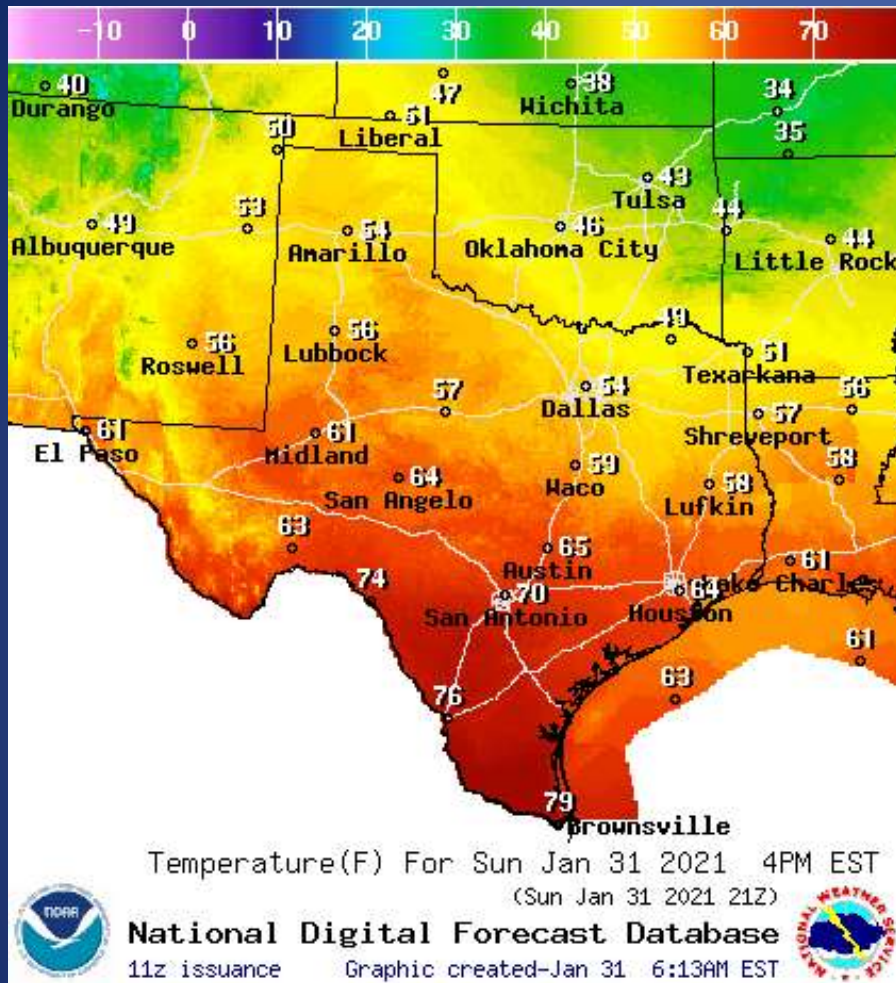 -10 0 10 20 30 40 50 60 70
40 47 38 34
Durango Wichita
51
Liberal
50 35
43
Tulsa
49 53 54 46 44 44
Albuquerque Amarillo Oklahoma City Little Rock
56 56 49 51
Roswell Lubbock Texarkana
57 54 57 56
Dallas Shreveport
61 61
El Paso Midland
64 59 58 58
San Angelo Waco Lufkin
63 65 61
Austin
74 70 64 Lake Charles
San Antonio Houston
76 63 61
79
Brownsville
Temperature(F) For Sun Jan 31 2021 4PM EST
(Sun Jan 31 2021 21Z)
NOAA
NATIONAL WEATHER SERVICE
National Digital Forecast Database
11z issuance Graphic created-Jan 31 6:13AM EST